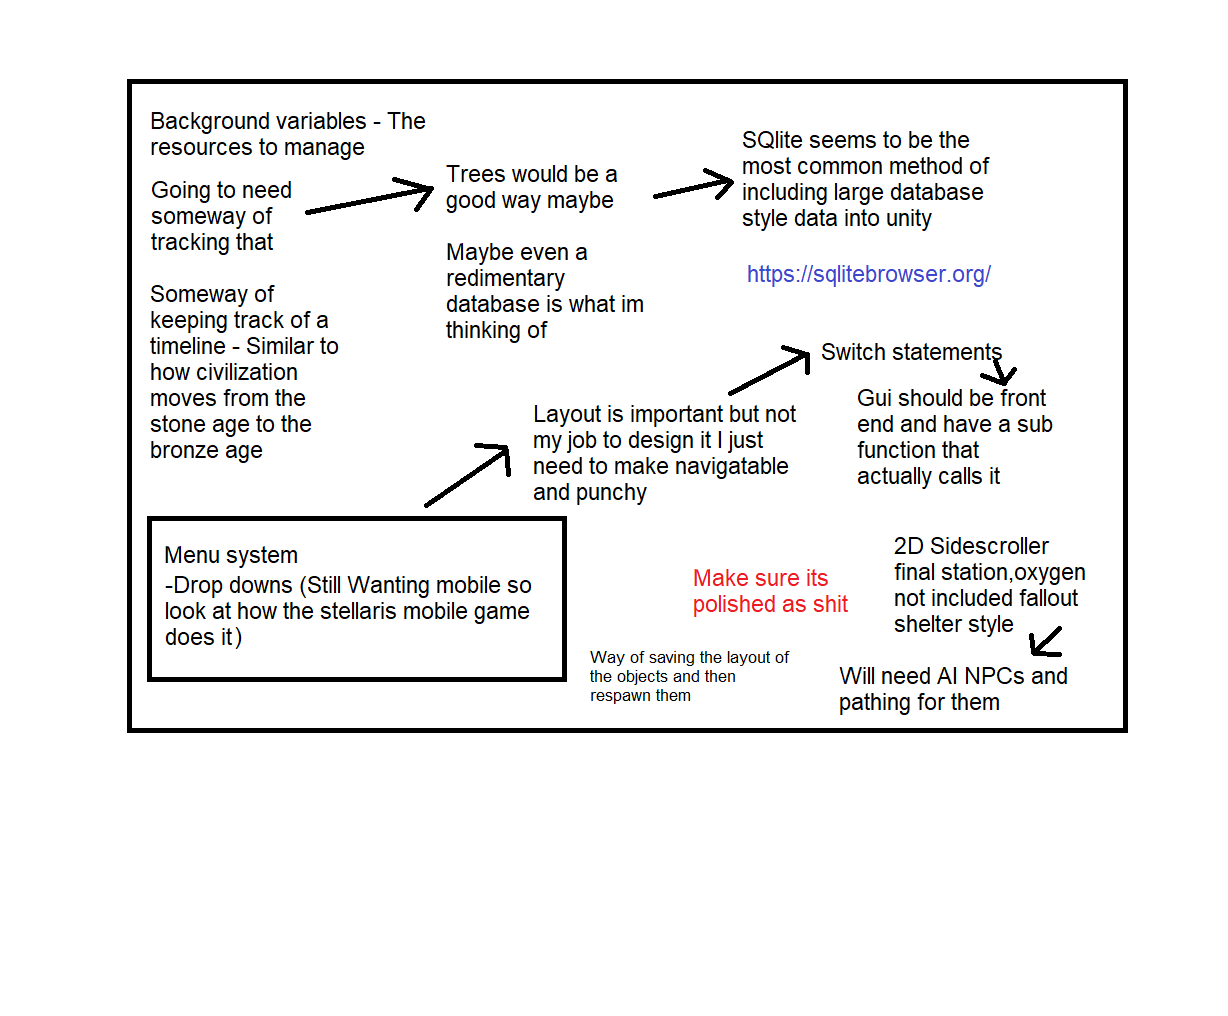 Background variables - The
resources to manage
Going to need
someway of
tracking that
Trees would be a
good way maybe
SQlite seems to be the
most common method of
including large database
style data into unity
https://sqlitebrowser.org/
Maybe even a
redimentary
database is what im
thinking of
Someway of
keeping track of a
timeline - Similar to
how civilization
moves from the
stone age to the
bronze age
Menu system
-Drop downs (Still Wanting mobile so
look at how the stellaris mobile game
does it)
Layout is important but not
my job to design it I just
need to make navigatable
and punchy
Switch statements
Gui should be front
end and have a sub
function that
actually calls it
Make sure its
polished as shit
2D Sidescroller
final station,oxygen
not included fallout
shelter style
Will need AI NPCs and
pathing for them
Way of saving the layout of
the objects and then
respawn them